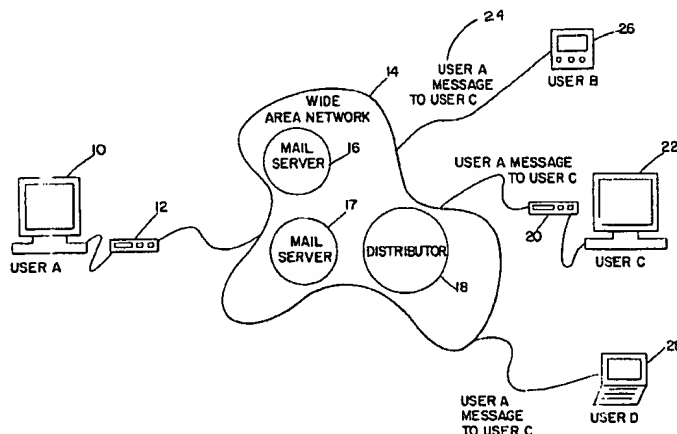 24
26
USER A
MESSAGE
TO USER C
USER B
14
WIDE
AREA NETWORK
10
MAIL
SERVER
16
USER A MESSAGE
TO USER C
22
12
17
MAIL
SERVER
DISTRIBUTOR
20
USER C
USER A
18
28
USER A
MESSAGE
TO USER C
USER D